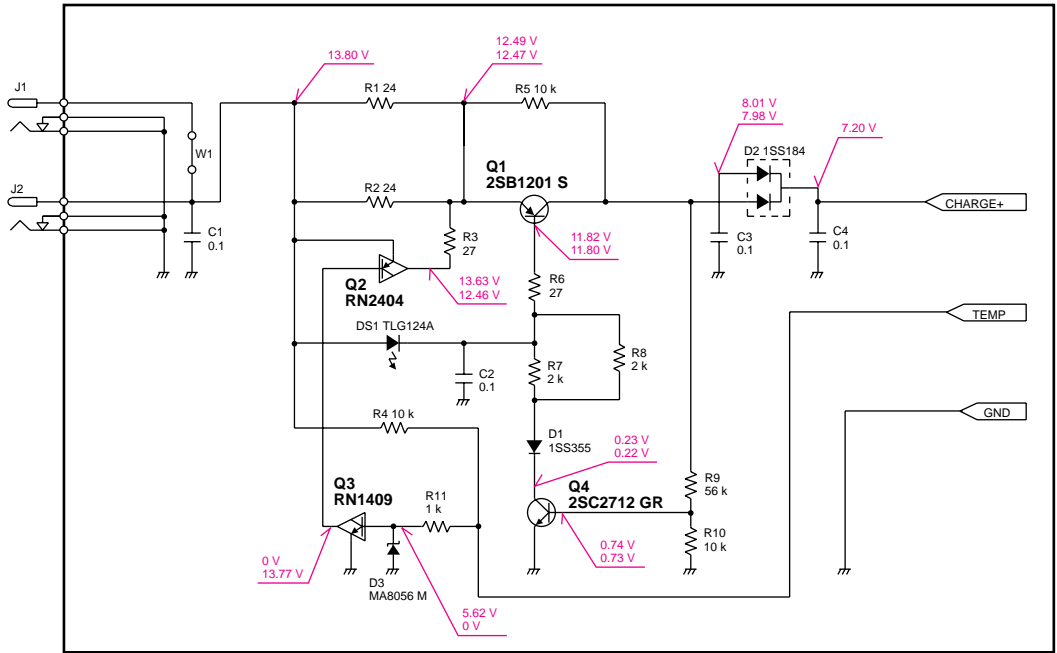 12.49 V
12.47 V
13.80 V
J1
R1 24
R5 10 k
8.01 V
7.98 V
7.20 V
W1
D2 1SS184
Q1
2SB1201 S
J2
R2 24
CHARGE+
C1
0.1
R3
27
C3
0.1
C4
0.1
11.82 V
11.80 V
Q2
RN2404
13.63 V
12.46 V
R6
27
TEMP
DS1 TLG124A
R7
2 k
R8
2 k
C2
0.1
R4 10 k
GND
D1
1SS355
0.23 V
0.22 V
Q3
RN1409
R11
1 k
Q4
2SC2712 GR
R9
56 k
R10
10 k
0.74 V
0.73 V
0 V
13.77 V
D3
MA8056 M
5.62 V
0 V